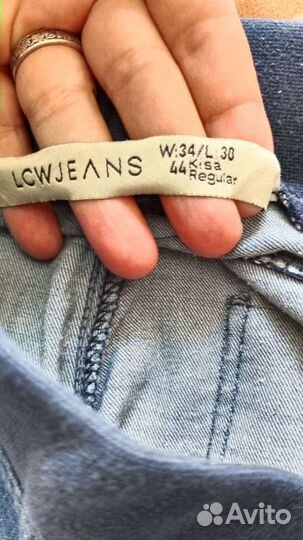 LCWJEANS
W:34/L:30
44 Kısa
Regular
Avito